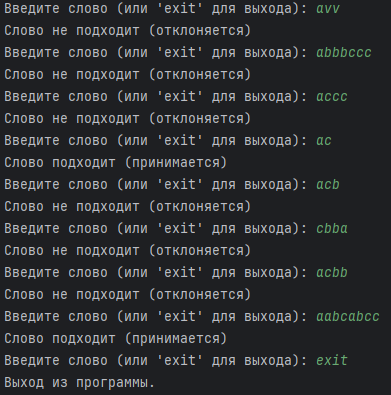 Введите слово (или 'exit' для выхода): avv
Слово не подходит (отклоняется)
Введите слово (или 'exit' для выхода): abbbccc
Слово не подходит (отклоняется)
Введите слово (или 'exit' для выхода): accc
Слово не подходит (отклоняется)
Введите слово (или 'exit' для выхода): ac
Слово подходит (принимается)
Введите слово (или 'exit' для выхода): acb
Слово не подходит (отклоняется)
Введите слово (или 'exit' для выхода): cbba
Слово не подходит (отклоняется)
Введите слово (или 'exit' для выхода): acbb
Слово не подходит (отклоняется)
Введите слово (или 'exit' для выхода): aabcabcc
Слово подходит (принимается)
Введите слово (или 'exit' для выхода): exit
Выход из программы.